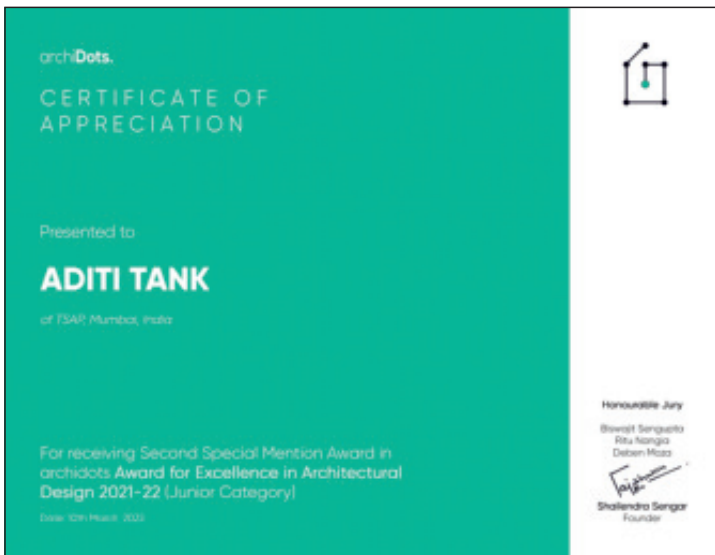 archiDots.
CERTIFICATE OF
APPRECIATION
Presented to
ADITI TANK
of TSAP, Mumbai, India
For receiving Second Special Mention Award in
archidots Award for Excellence in Architectural
Design 2021-22 (Junior Category)
Date: 10th March 2022
Honourable Jury
Biswajit Sengupta
Ritu Nangia
Deben Moza
Shailendra Sengar
Founder